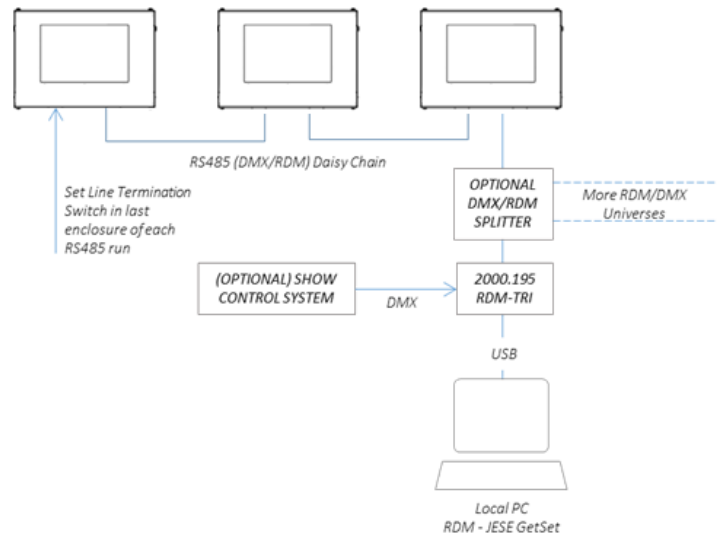 RS485 (DMX/RDM) Daisy Chain
Set Line Termination
Switch in last
enclosure of each
RS485 run
OPTIONAL
DMX/RDM
SPLITTER
More RDM/DMX
Universes
(OPTIONAL) SHOW
CONTROL SYSTEM
DMX
2000.195
RDM-TRI
USB
Local PC
RDM - JESE GetSet